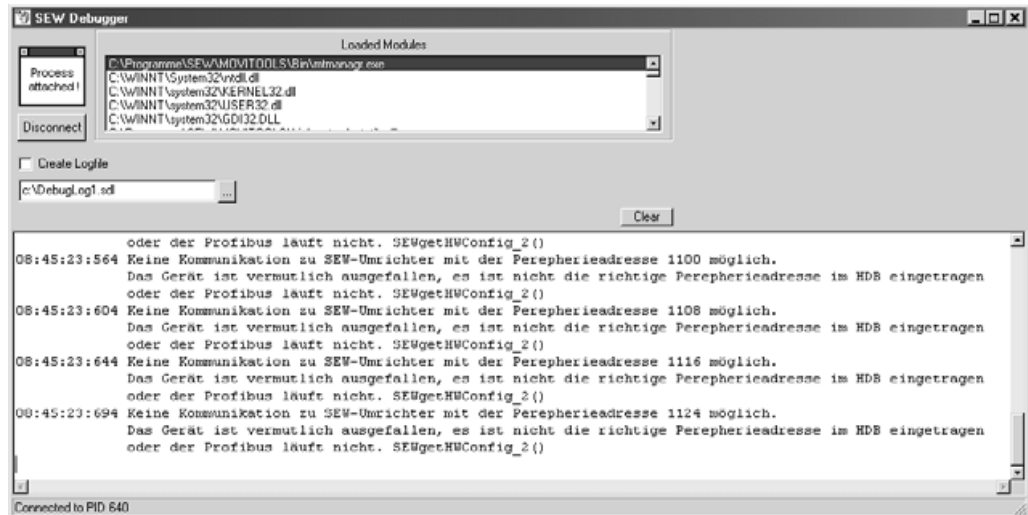 SEW Debugger
Process
attached !
Disconnect
Loaded Modules
C:\Programme\SEW\MOVITOOLS\Bin\mtmanagr.exe
C:\WINNT\System32\ntdll.dll
C:\WINNT\system32\KERNEL32.dll
C:\WINNT\system32\USER32.dll
C:\WINNT\system32\GDI32.DLL
Create Logfile
c:\DebugLog1.sdl
...
Clear
oder der Profibus läuft nicht. SEWgetHWConfig_2()
08:45:23:564 Keine Kommunikation zu SEW-Umrichter mit der Perepherieadresse 1100 möglich.
Das Gerät ist vermutlich ausgefallen, es ist nicht die richtige Perepherieadresse im HDB eingetragen
oder der Profibus läuft nicht. SEWgetHWConfig_2()
08:45:23:604 Keine Kommunikation zu SEW-Umrichter mit der Perepherieadresse 1108 möglich.
Das Gerät ist vermutlich ausgefallen, es ist nicht die richtige Perepherieadresse im HDB eingetragen
oder der Profibus läuft nicht. SEWgetHWConfig_2()
08:45:23:644 Keine Kommunikation zu SEW-Umrichter mit der Perepherieadresse 1116 möglich.
Das Gerät ist vermutlich ausgefallen, es ist nicht die richtige Perepherieadresse im HDB eingetragen
oder der Profibus läuft nicht. SEWgetHWConfig_2()
08:45:23:694 Keine Kommunikation zu SEW-Umrichter mit der Perepherieadresse 1124 möglich.
Das Gerät ist vermutlich ausgefallen, es ist nicht die richtige Perepherieadresse im HDB eingetragen
oder der Profibus läuft nicht. SEWgetHWConfig_2()
Connected to PID 640